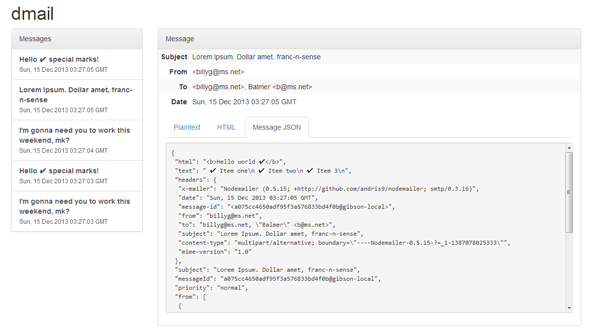 dmail
Messages
Hello ✔ special marks!
Sun, 15 Dec 2013 03:27:05 GMT
Lorem Ipsum. Dollar amet, franc-
n-sense
Sun, 15 Dec 2013 03:27:05 GMT
I'm gonna need you to work this
weekend, mk?
Sun, 15 Dec 2013 03:27:04 GMT
Hello ✔ special marks!
Sun, 15 Dec 2013 03:27:03 GMT
I'm gonna need you to work this
weekend, mk?
Sun, 15 Dec 2013 03:27:03 GMT
Message
Subject Lorem Ipsum. Dollar amet, franc-n-sense
From <billyg@ms.net>
To <billyg@ms.net>, Balmer <b@ms.net>
Date Sun, 15 Dec 2013 03:27:05 GMT
Plaintext HTML Message JSON
{
"html": "<b>Hello world ✔</b>",
"text": " ✔ Item one\n ✔ Item two\n ✔ Item 3\n",
"headers": {
"x-mailer": "Nodemailer (0.5.15; +http://github.com/andris9/nodemailer; smtp/0.3.16)",
"date": "Sun, 15 Dec 2013 03:27:05 GMT",
"message-id": "<a075cc4650adf95f3a576833bd4f0b@gibson-local>",
"from": "billyg@ms.net",
"to": "billyg@ms.net, \"Balmer\" <b@ms.net>",
"subject": "Lorem Ipsum. Dollar amet, franc-n-sense",
"content-type": "multipart/alternative; boundary=\"----Nodemailer-0.5.15-?=_1-1387078025333\"",
"mime-version": "1.0"
},
"subject": "Lorem Ipsum. Dollar amet, franc-n-sense",
"messageId": "a075cc4650adf95f3a576833bd4f0b@gibson-local",
"priority": "normal",
"from": [
{